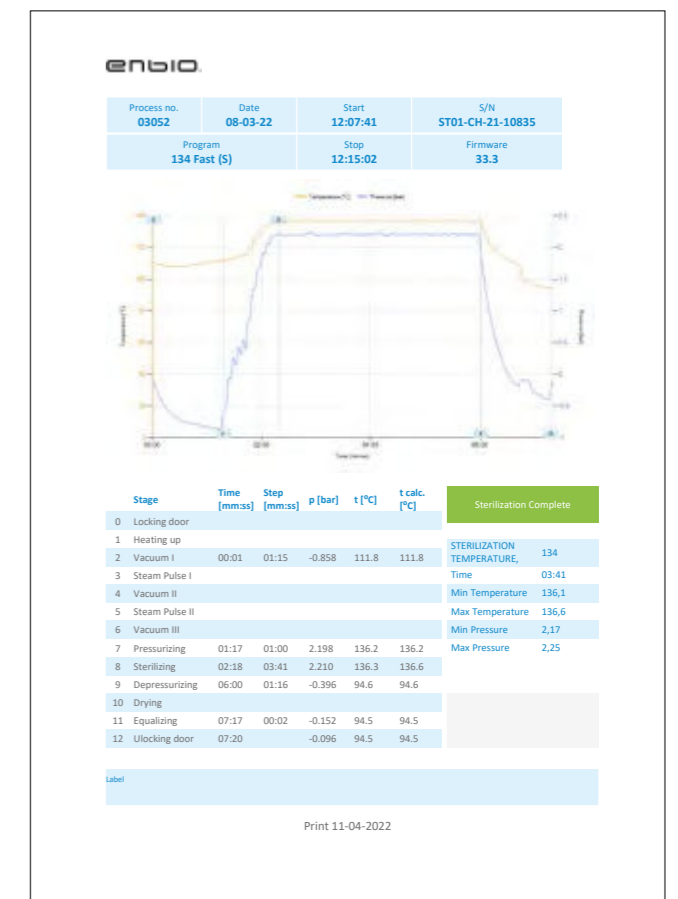 enbio.
Process no. Date Start S/N
03052 08-03-22 12:07:41 ST01-CH-21-10835
Program Stop Firmware
134 Fast (S) 12:15:02 33.3
Temperature [°C] Pressure [bar]
Stage Time [mm:ss] Step [mm:ss] p [bar] t [°C] t calc. [°C]
0 Locking door
1 Heating up
2 Vacuum I 00:01 01:15 -0.858 111.8 111.8
3 Steam Pulse I
4 Vacuum II
5 Steam Pulse II
6 Vacuum III
7 Pressurizing 01:17 01:00 2.198 136.2 136.2
8 Sterilizing 02:18 03:41 2.210 136.3 136.6
9 Depressurizing 06:00 01:16 -0.396 94.6 94.6
10 Drying
11 Equalizing 07:17 00:02 -0.152 94.5 94.5
12 Ulocking door 07:20 -0.096 94.5 94.5
Sterilization Complete
STERILIZATION
TEMPERATURE, 134
Time 03:41
Min Temperature 136,1
Max Temperature 136,6
Min Pressure 2,17
Max Pressure 2,25
Label
Print 11-04-2022